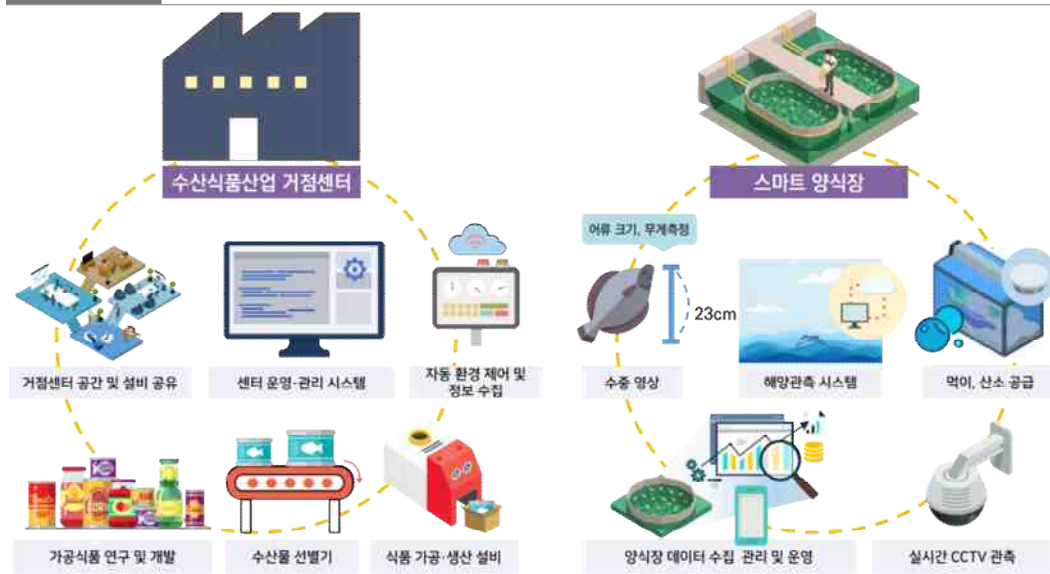 수산식품산업 거점센터
스마트 양식장
어류 크기, 무게측정
23cm
거점센터 공간 및 설비 공유
센터 운영·관리 시스템
자동 환경 제어 및
정보 수집
수중 영상
해양관측 시스템
먹이, 산소 공급
가공식품 연구 및 개발
수산물 선별기
식품 가공·생산 설비
양식장 데이터 수집 관리 및 운영
실시간 CCTV 관측